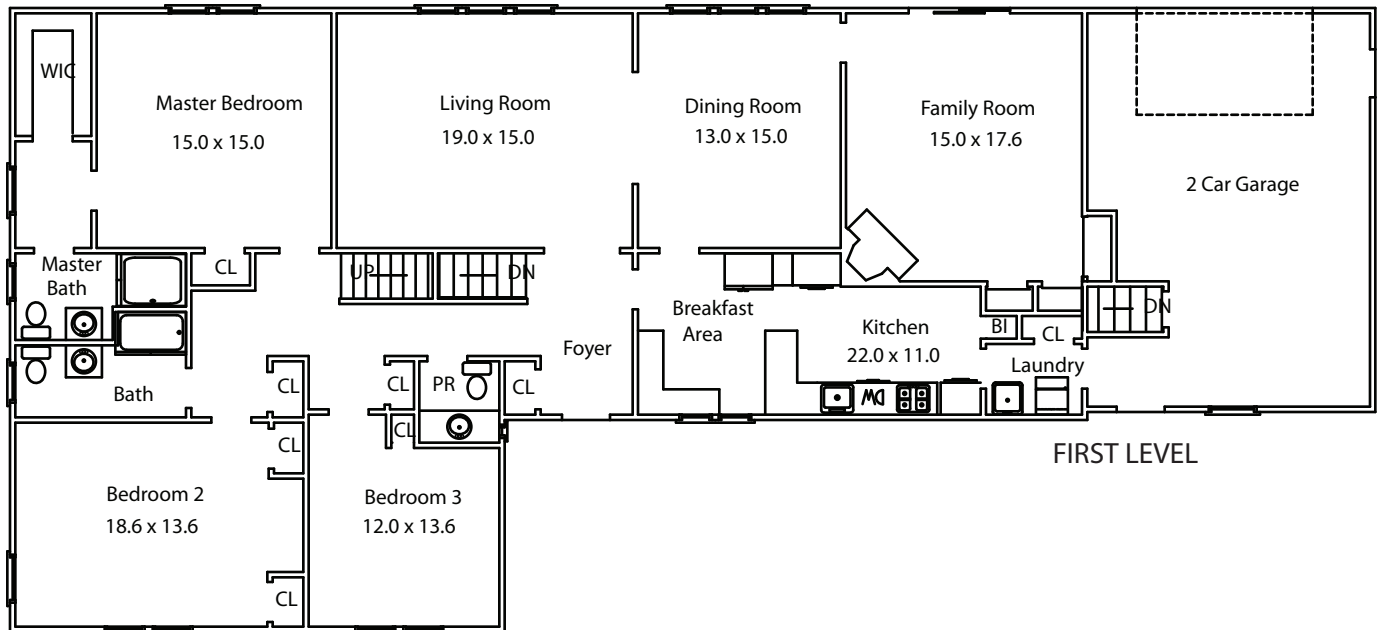 WIC
Master Bedroom
15.0 x 15.0
Living Room
19.0 x 15.0
Dining Room
13.0 x 15.0
Family Room
15.0 x 17.6
2 Car Garage
Master
Bath
CL
UP
DN
Breakfast
Area
Kitchen
22.0 x 11.0
BI
CL
DN
Laundry
Foyer
Bath
CL
CL
PR
CL
DW
CL
CL
Bedroom 2
18.6 x 13.6
Bedroom 3
12.0 x 13.6
CL
FIRST LEVEL